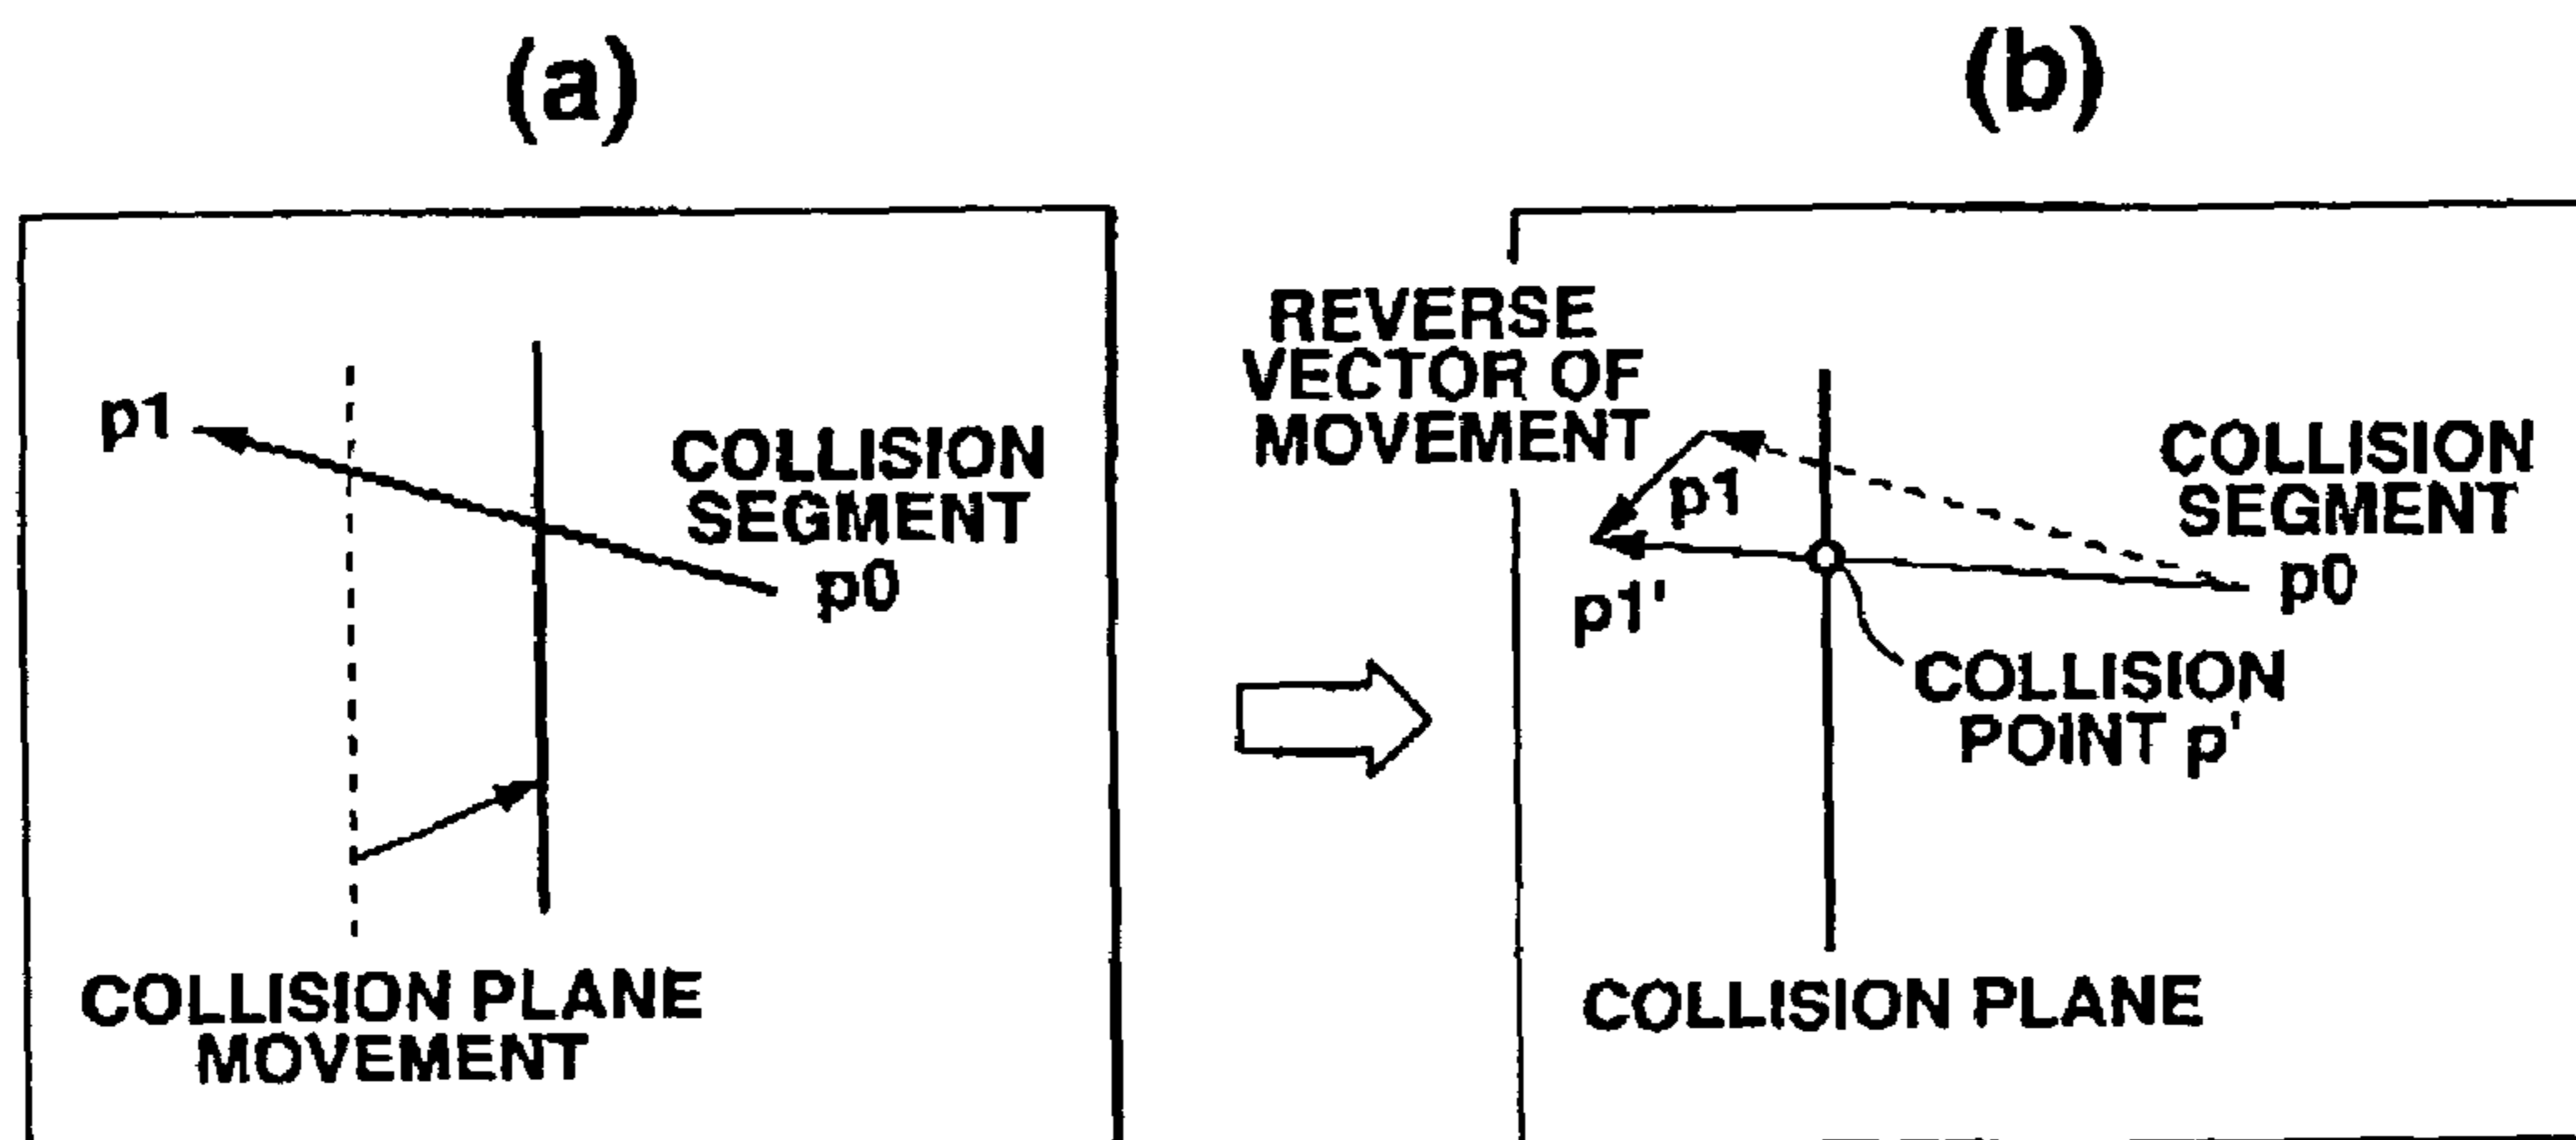 (a)
p1
COLLISION
SEGMENT
p0
COLLISION PLANE
MOVEMENT
(b)
REVERSE
VECTOR OF
MOVEMENT
p1
COLLISION
SEGMENT
p0
p1'
COLLISION
POINT p'
COLLISION PLANE